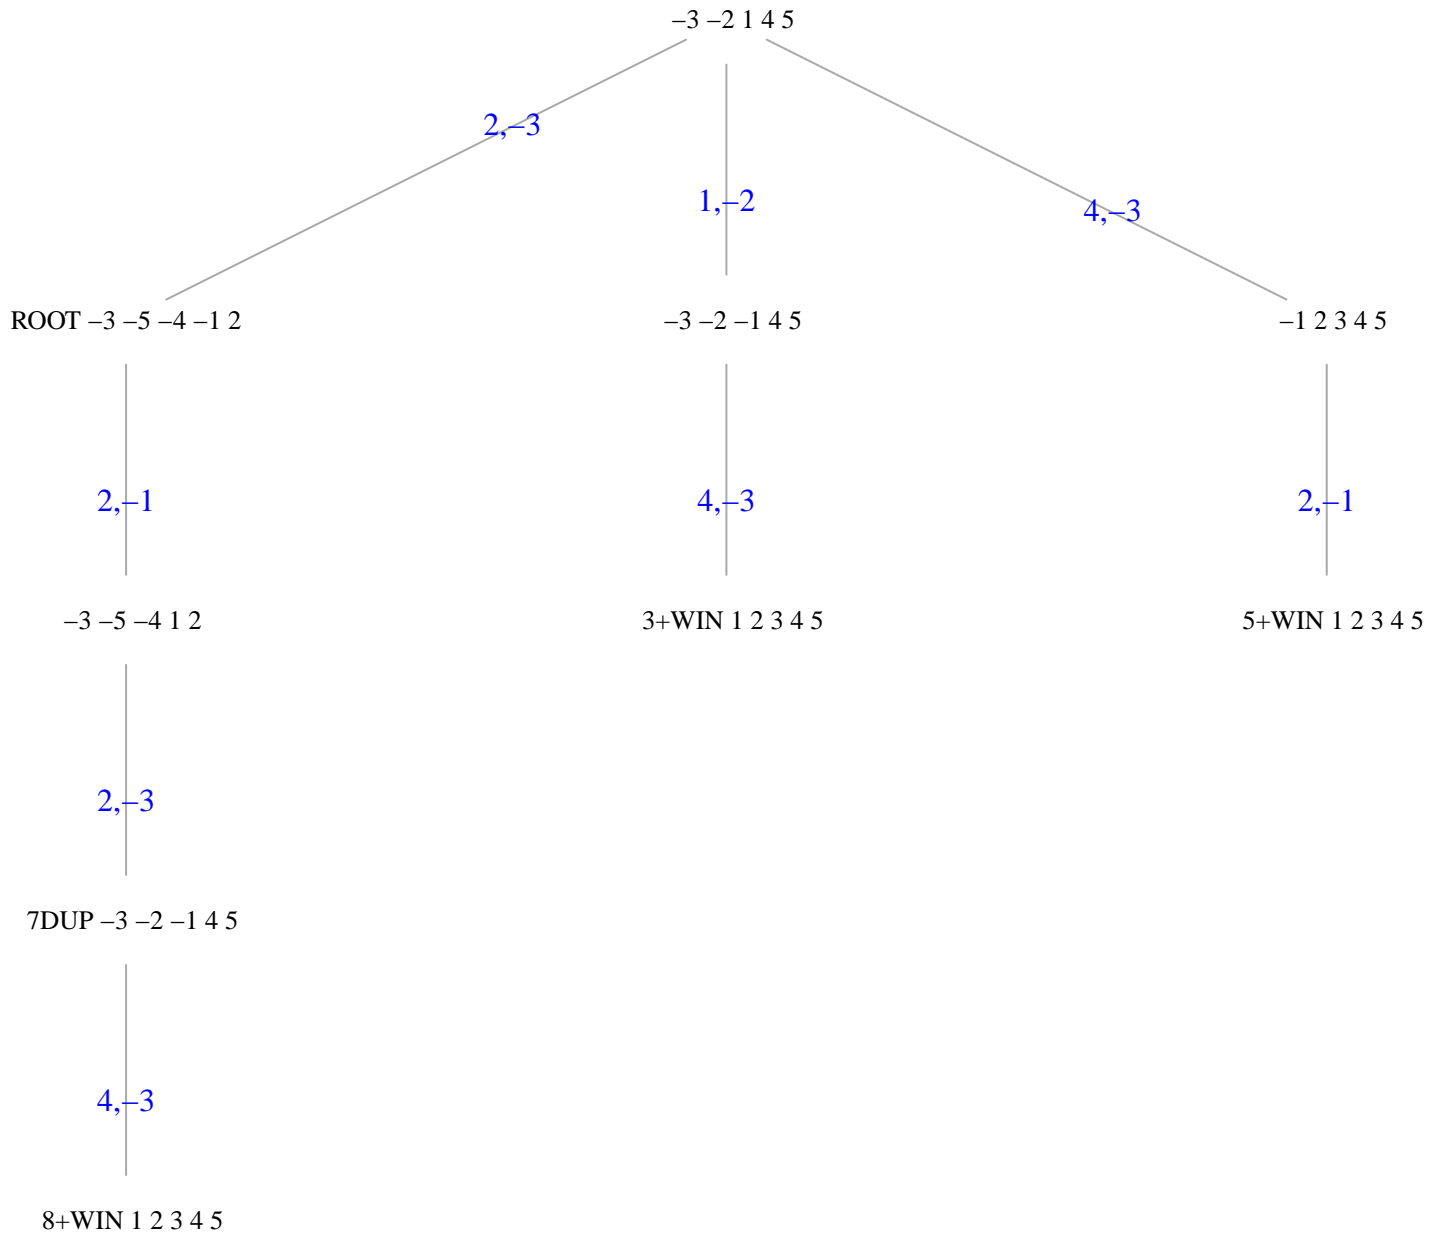 –3 –2 1 4 5
2,–3
1,–2
4,–3
ROOT –3 –5 –4 –1 2
–3 –2 –1 4 5
–1 2 3 4 5
2,–1
4,–3
2,–1
–3 –5 –4 1 2
3+WIN 1 2 3 4 5
5+WIN 1 2 3 4 5
2,–3
7DUP –3 –2 –1 4 5
4,–3
8+WIN 1 2 3 4 5